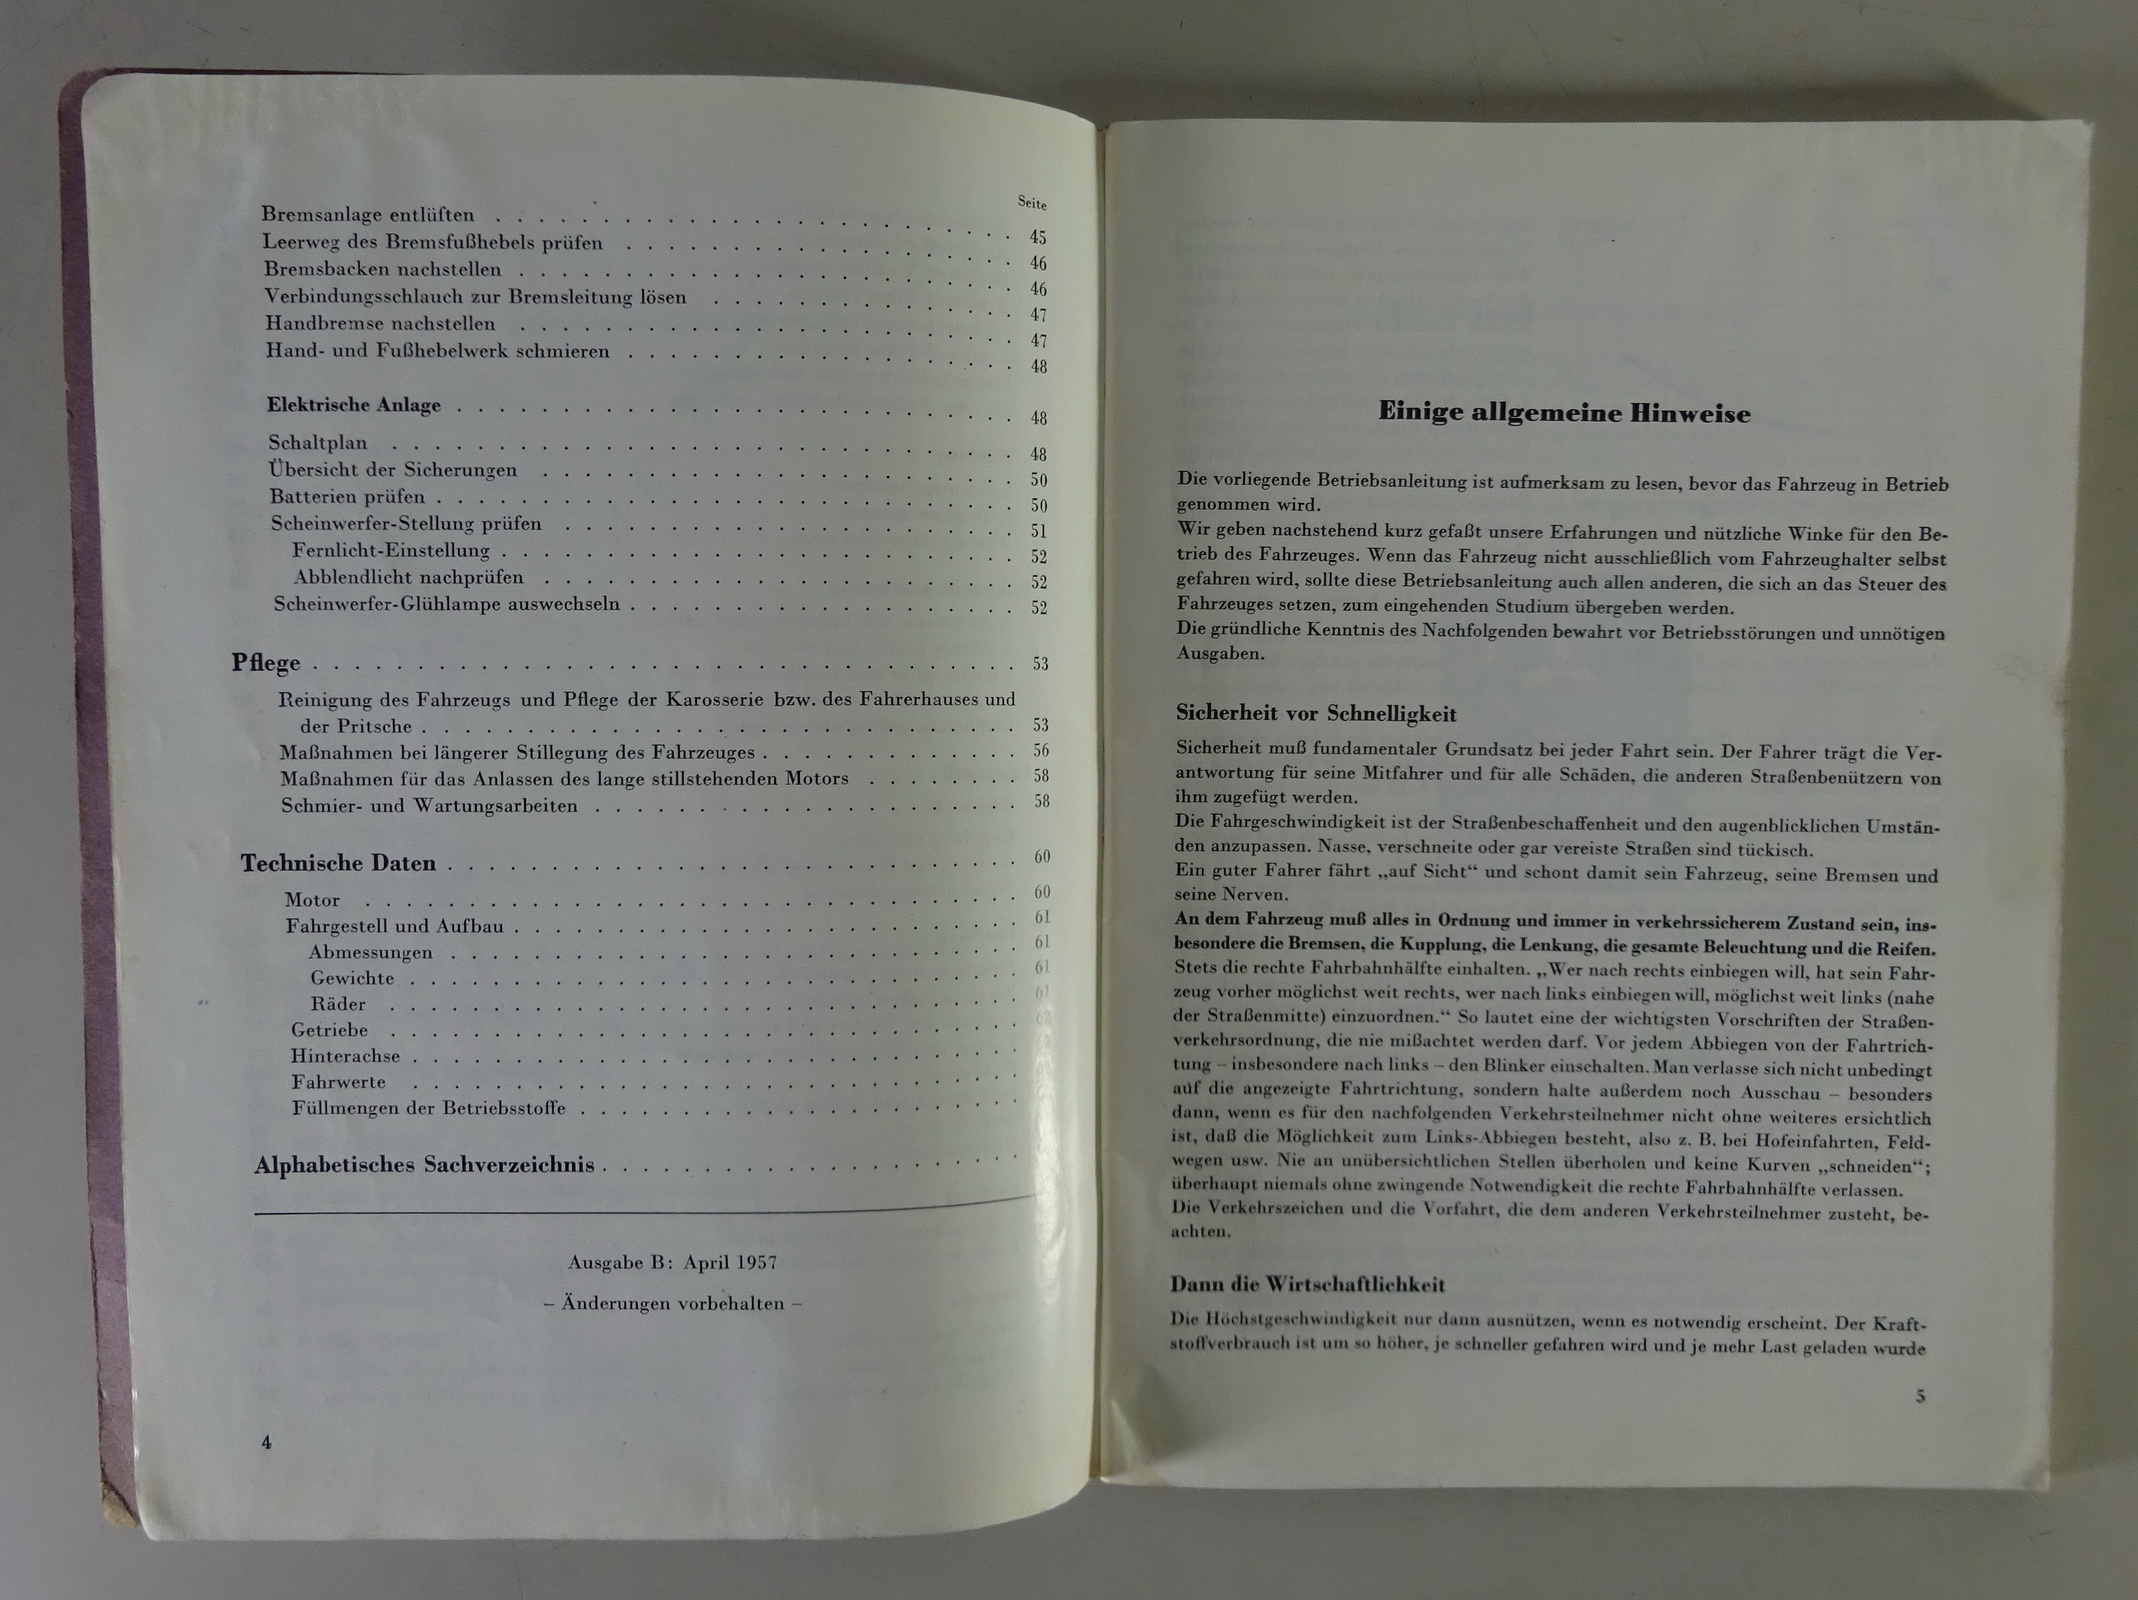 Seite
Bremsanlage entlüften . . . . . . . . . . . . . . . . . . . . 45
Leerweg des Bremsfußhebels prüfen . . . . . . . . . . . . . . 46
Bremsbacken nachstellen . . . . . . . . . . . . . . . . . . . 46
Verbindungsschlauch zur Bremsleitung lösen . . . . . . . . . . 47
Handbremse nachstellen . . . . . . . . . . . . . . . . . . . 47
Hand- und Fußhebelwerk schmieren . . . . . . . . . . . . . . 48
Elektrische Anlage . . . . . . . . . . . . . . . . . . . . . 48
Schaltplan . . . . . . . . . . . . . . . . . . . . . . . . . 48
Übersicht der Sicherungen . . . . . . . . . . . . . . . . . . 50
Batterien prüfen . . . . . . . . . . . . . . . . . . . . . . 50
Scheinwerfer-Stellung prüfen . . . . . . . . . . . . . . . . 51
Fernlicht-Einstellung . . . . . . . . . . . . . . . . . . . . 52
Abblendlicht nachprüfen . . . . . . . . . . . . . . . . . . . 52
Scheinwerfer-Glühlampe auswechseln . . . . . . . . . . . . . . 52
Pflege . . . . . . . . . . . . . . . . . . . . . . . . . . . 53
Reinigung des Fahrzeugs und Pflege der Karosserie bzw. des Fahrerhauses und
der Pritsche . . . . . . . . . . . . . . . . . . . . . . . . 53
Maßnahmen bei längerer Stillegung des Fahrzeuges . . . . . . . 56
Maßnahmen für das Anlassen des lange stillstehenden Motors . . . 58
Schmier- und Wartungsarbeiten . . . . . . . . . . . . . . . . 58
Technische Daten . . . . . . . . . . . . . . . . . . . . . . 60
Motor . . . . . . . . . . . . . . . . . . . . . . . . . . . 60
Fahrgestell und Aufbau . . . . . . . . . . . . . . . . . . . 61
Abmessungen . . . . . . . . . . . . . . . . . . . . . . . . 61
Gewichte . . . . . . . . . . . . . . . . . . . . . . . . . . 61
Räder . . . . . . . . . . . . . . . . . . . . . . . . . . . 61
Getriebe . . . . . . . . . . . . . . . . . . . . . . . . . . 62
Hinterachse . . . . . . . . . . . . . . . . . . . . . . . .
Fahrwerte . . . . . . . . . . . . . . . . . . . . . . . . .
Füllmengen der Betriebsstoffe . . . . . . . . . . . . . . . .
Alphabetisches Sachverzeichnis . . . . . . . . . . . . . . . .
Ausgabe B: April 1957
– Änderungen vorbehalten –
4
Einige allgemeine Hinweise
Die vorliegende Betriebsanleitung ist aufmerksam zu lesen, bevor das Fahrzeug in Betrieb
genommen wird.
Wir geben nachstehend kurz gefaßt unsere Erfahrungen und nützliche Winke für den Be-
trieb des Fahrzeuges. Wenn das Fahrzeug nicht ausschließlich vom Fahrzeughalter selbst
gefahren wird, sollte diese Betriebsanleitung auch allen anderen, die sich an das Steuer des
Fahrzeuges setzen, zum eingehenden Studium übergeben werden.
Die gründliche Kenntnis des Nachfolgenden bewahrt vor Betriebsstörungen und unnötigen
Ausgaben.
Sicherheit vor Schnelligkeit
Sicherheit muß fundamentaler Grundsatz bei jeder Fahrt sein. Der Fahrer trägt die Ver-
antwortung für seine Mitfahrer und für alle Schäden, die anderen Straßenbenützern von
ihm zugefügt werden.
Die Fahrgeschwindigkeit ist der Straßenbeschaffenheit und den augenblicklichen Umstän-
den anzupassen. Nasse, verschneite oder gar vereiste Straßen sind tückisch.
Ein guter Fahrer fährt „auf Sicht“ und schont damit sein Fahrzeug, seine Bremsen und
seine Nerven.
An dem Fahrzeug muß alles in Ordnung und immer in verkehrssicherem Zustand sein, ins-
besondere die Bremsen, die Kupplung, die Lenkung, die gesamte Beleuchtung und die Reifen.
Stets die rechte Fahrbahnhälfte einhalten. „Wer nach rechts einbiegen will, hat sein Fahr-
zeug vorher möglichst weit rechts, wer nach links einbiegen will, möglichst weit links (nahe
der Straßenmitte) einzuordnen.“ So lautet eine der wichtigsten Vorschriften der Straßen-
verkehrsordnung, die nie mißachtet werden darf. Vor jedem Abbiegen von der Fahrtrich-
tung – insbesondere nach links – den Blinker einschalten. Man verlasse sich nicht unbedingt
auf die angezeigte Fahrtrichtung, sondern halte außerdem noch Ausschau – besonders
dann, wenn es für den nachfolgenden Verkehrsteilnehmer nicht ohne weiteres ersichtlich
ist, daß die Möglichkeit zum Links-Abbiegen besteht, also z. B. bei Hofeinfahrten, Feld-
wegen usw. Nie an unübersichtlichen Stellen überholen und keine Kurven „schneiden“;
überhaupt niemals ohne zwingende Notwendigkeit die rechte Fahrbahnhälfte verlassen.
Die Verkehrszeichen und die Vorfahrt, die dem anderen Verkehrsteilnehmer zusteht, be-
achten.
Dann die Wirtschaftlichkeit
Die Höchstgeschwindigkeit nur dann ausnützen, wenn es notwendig erscheint. Der Kraft-
stoffverbrauch ist um so höher, je schneller gefahren wird und je mehr Last geladen wurde
5